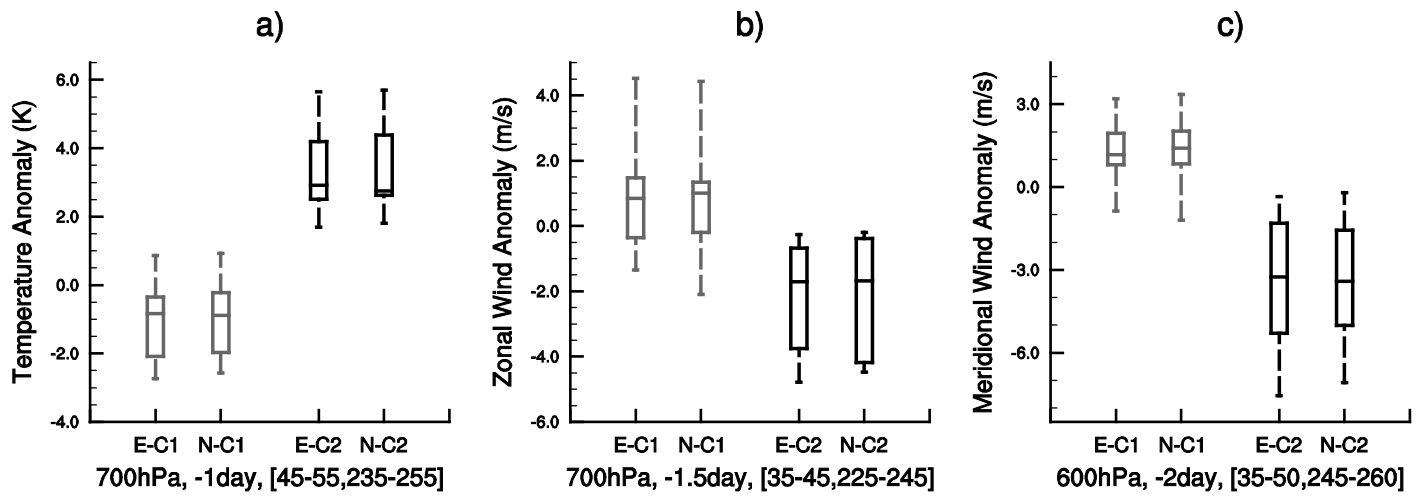 a)
Temperature Anomaly (K)
6.0
4.0
2.0
0.0
-2.0
-4.0
E-C1 N-C1 E-C2 N-C2
700hPa, -1day, [45-55,235-255]
b)
Zonal Wind Anomaly (m/s)
4.0
2.0
0.0
-2.0
-4.0
-6.0
E-C1 N-C1 E-C2 N-C2
700hPa, -1.5day, [35-45,225-245]
c)
Meridional Wind Anomaly (m/s)
3.0
0.0
-3.0
-6.0
E-C1 N-C1 E-C2 N-C2
600hPa, -2day, [35-50,245-260]